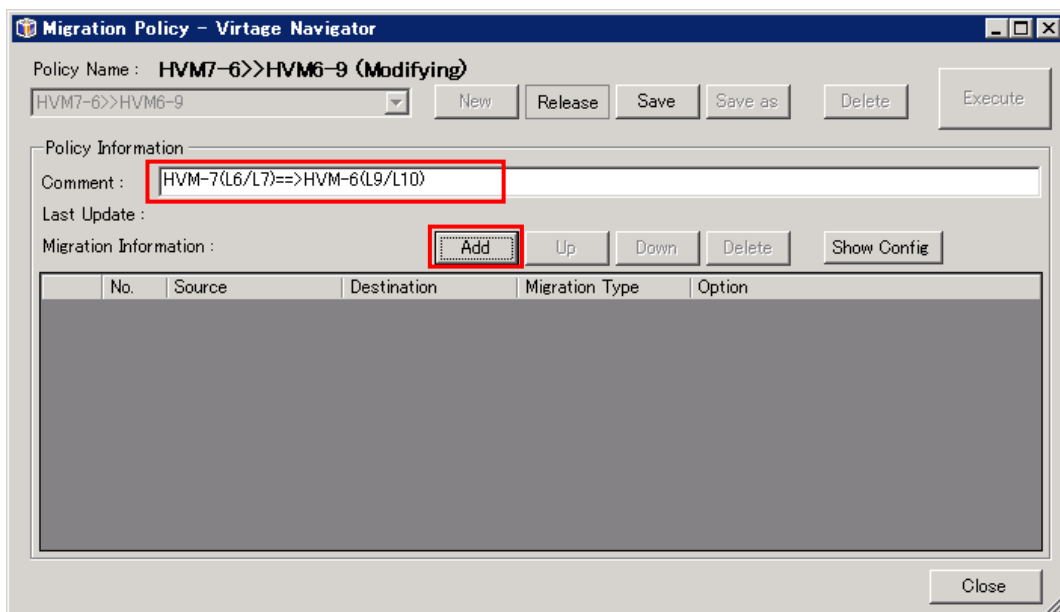 Migration Policy - Virtage Navigator
Policy Name : HVM7-6>>HVM6-9 (Modifying)
HVM7-6>>HVM6-9 New Release Save Save as Delete Execute
Policy Information
Comment : HVM-7(L6/L7)==>HVM-6(L9/L10)
Last Update :
Migration Information : Add Up Down Delete Show Config
No. Source Destination Migration Type Option
Close